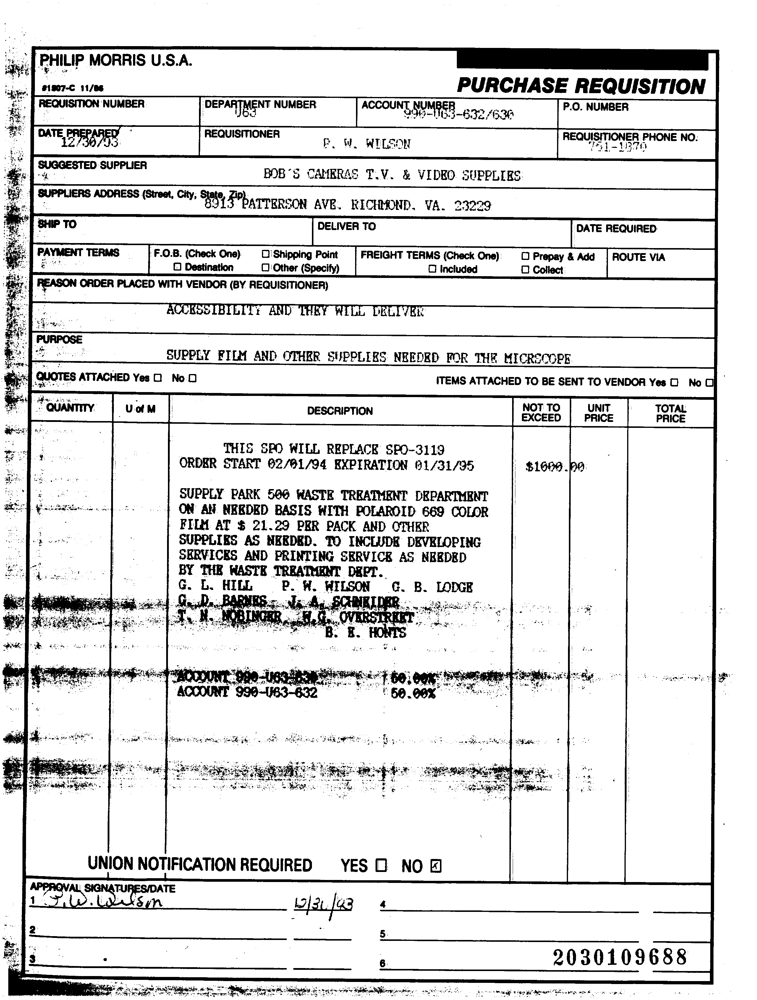 PHILIP MORRIS U.S.A.
#1807-C 11/86
PURCHASE REQUISITION
REQUISITION NUMBER DEPARTMENT NUMBER ACCOUNT NUMBER P.O. NUMBER
U63 990-U63-632/630
DATE PREPARED REQUISITIONER REQUISITIONER PHONE NO.
12/30/93 P. W. WILSON
SUGGESTED SUPPLIER
BOB'S CAMERAS T.V. & VIDEO SUPPLIES
SUPPLIERS ADDRESS (Street, City, State, Zip)
8913 PATTERSON AVE. RICHMOND. VA. 23229
SHIP TO DELIVER TO DATE REQUIRED
PAYMENT TERMS F.O.B. (Check One) ☐ Shipping Point FREIGHT TERMS (Check One) ☐ Prepay & Add ROUTE VIA
☐ Destination ☐ Other (Specify) ☐ Included ☐ Collect
REASON ORDER PLACED WITH VENDOR (BY REQUISITIONER)
ACCESSIBILITY AND THEY WILL DELIVER
PURPOSE
SUPPLY FILM AND OTHER SUPPLIES NEEDED FOR THE MICRSCOPE
QUOTES ATTACHED Yes ☐ No ☐ ITEMS ATTACHED TO BE SENT TO VENDOR Yes ☐ No ☐
QUANTITY U of M DESCRIPTION NOT TO EXCEED UNIT PRICE TOTAL PRICE
THIS SPO WILL REPLACE SPO-3119
ORDER START 02/01/94 EXPIRATION 01/31/95 $1000.00
SUPPLY PARK 500 WASTE TREATMENT DEPARTMENT
ON AN NEEDED BASIS WITH POLAROID 669 COLOR
FILM AT $ 21.29 PER PACK AND OTHER
SUPPLIES AS NEEDED. TO INCLUDE DEVELOPING
SERVICES AND PRINTING SERVICE AS NEEDED
BY THE WASTE TREATMENT DEPT.
G. L. HILL P. W. WILSON G. B. LODGE
G. D. BARNES J. A. SCHNEIDER
T. N. NOBINGER W.G. OVERSTREET
B. E. HONTS
ACCOUNT 990-U63-630 50.00%
ACCOUNT 990-U63-632 50.00%
UNION NOTIFICATION REQUIRED YES ☐ NO ☒
APPROVAL SIGNATURES/DATE
1 P.W. Wilson 12/31/93 4
2 5
3 6
2030109688